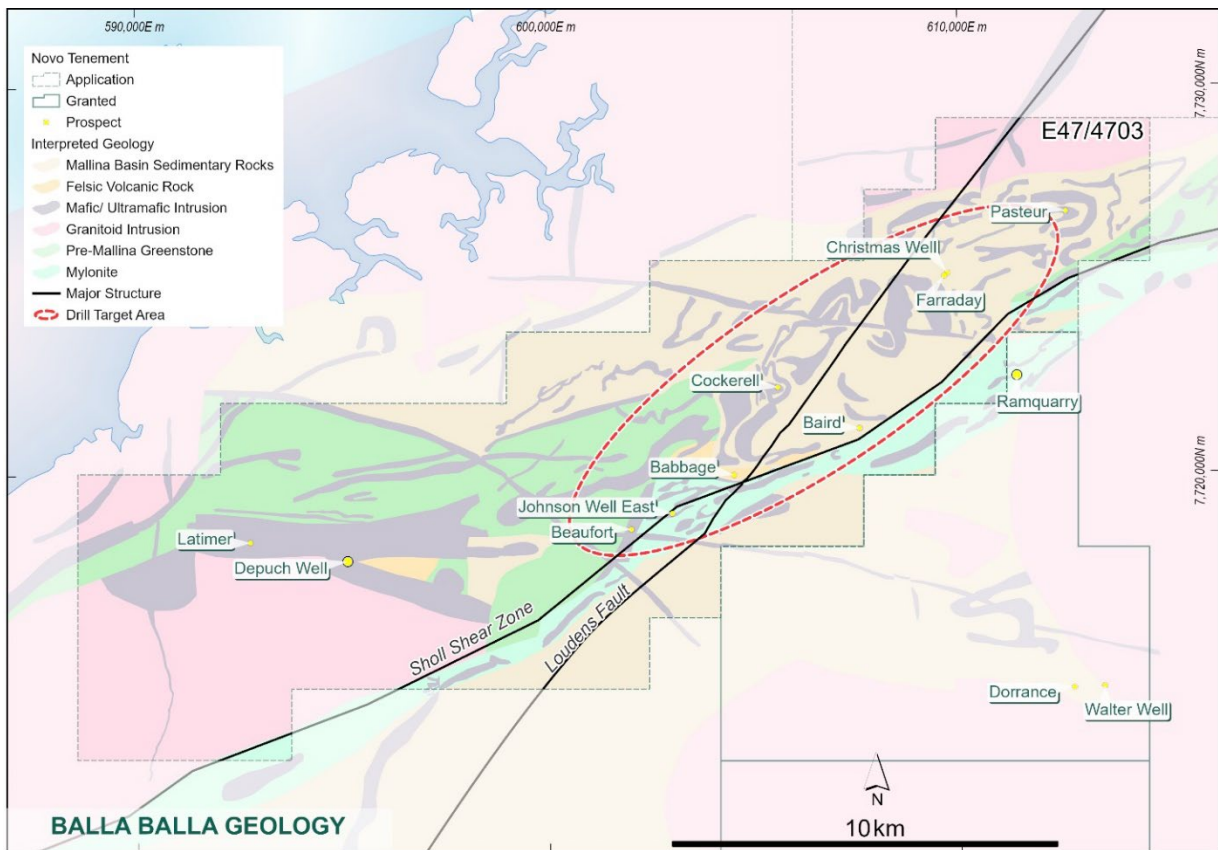 590,000E m
600,000E m
610,000E m
Novo Tenement
Application
Granted
Prospect
Interpreted Geology
Mallina Basin Sedimentary Rocks
Felsic Volcanic Rock
Mafic/ Ultramafic Intrusion
Granitoid Intrusion
Pre-Mallina Greenstone
Mylonite
Major Structure
Drill Target Area
7,730,000N m
E47/4703
Pasteur
Christmas Well
Farraday
Cockerell
Ramquarry
Baird
Babbage
7,720,000N m
Johnson Well East
Beaufort
Latimer
Depuch Well
Sholl Shear Zone
Loudens Fault
Dorrance
Walter Well
N
BALLA BALLA GEOLOGY
10km